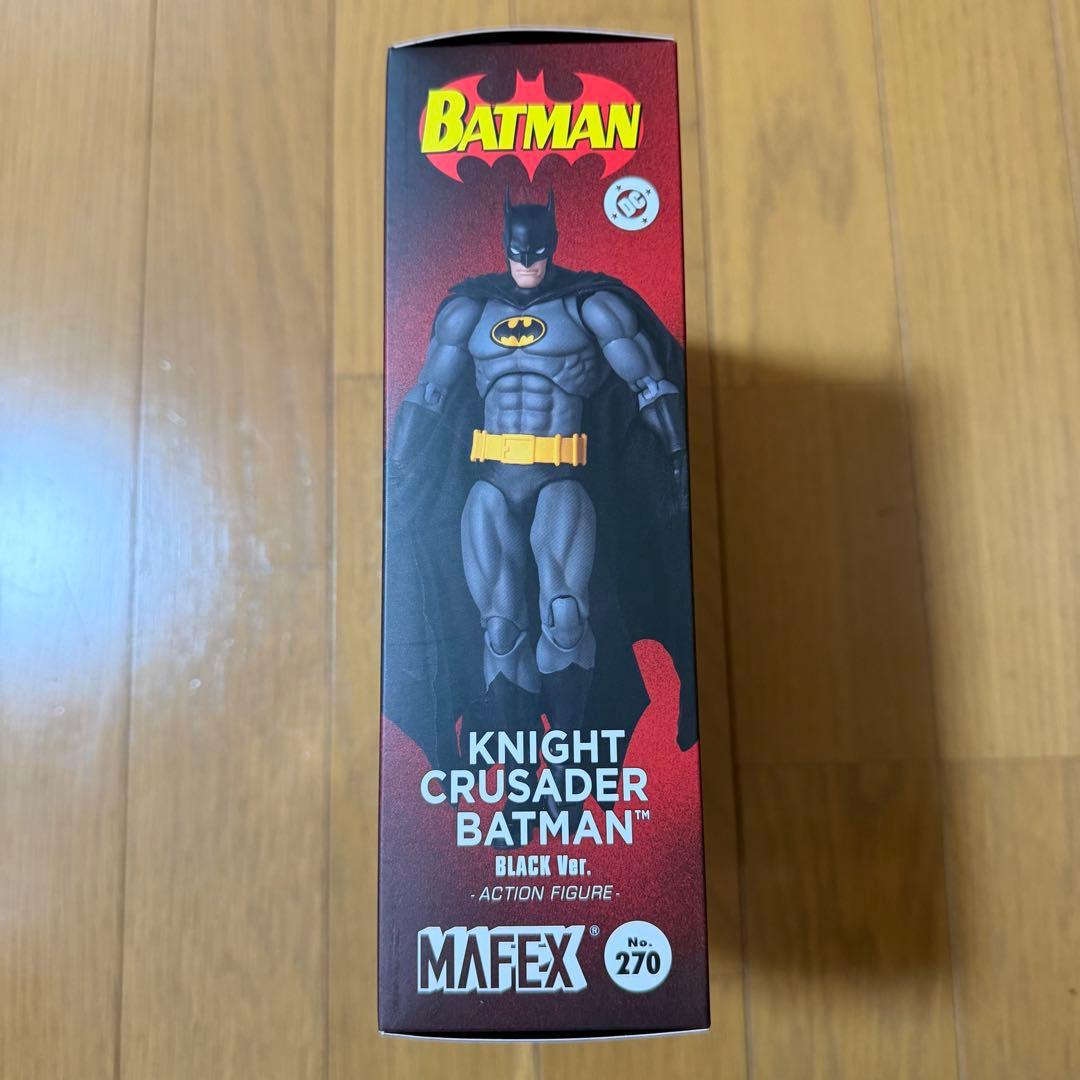 BATMAN
DC
KNIGHT
CRUSADER
BATMAN™
BLACK Ver.
- ACTION FIGURE -
MAFEX®
No.
270